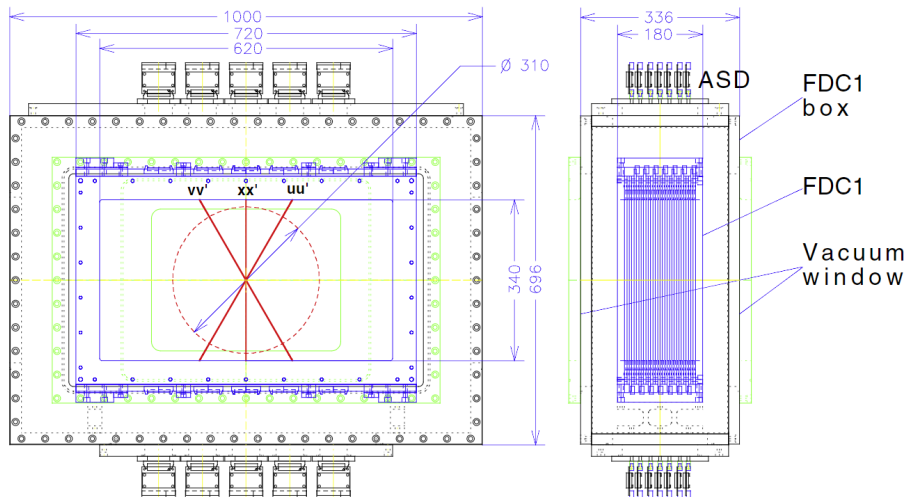 1000
720
620
Ø 310
vv'
xx'
uu'
340
696
336
180
ASD
FDC1
box
FDC1
Vacuum
window